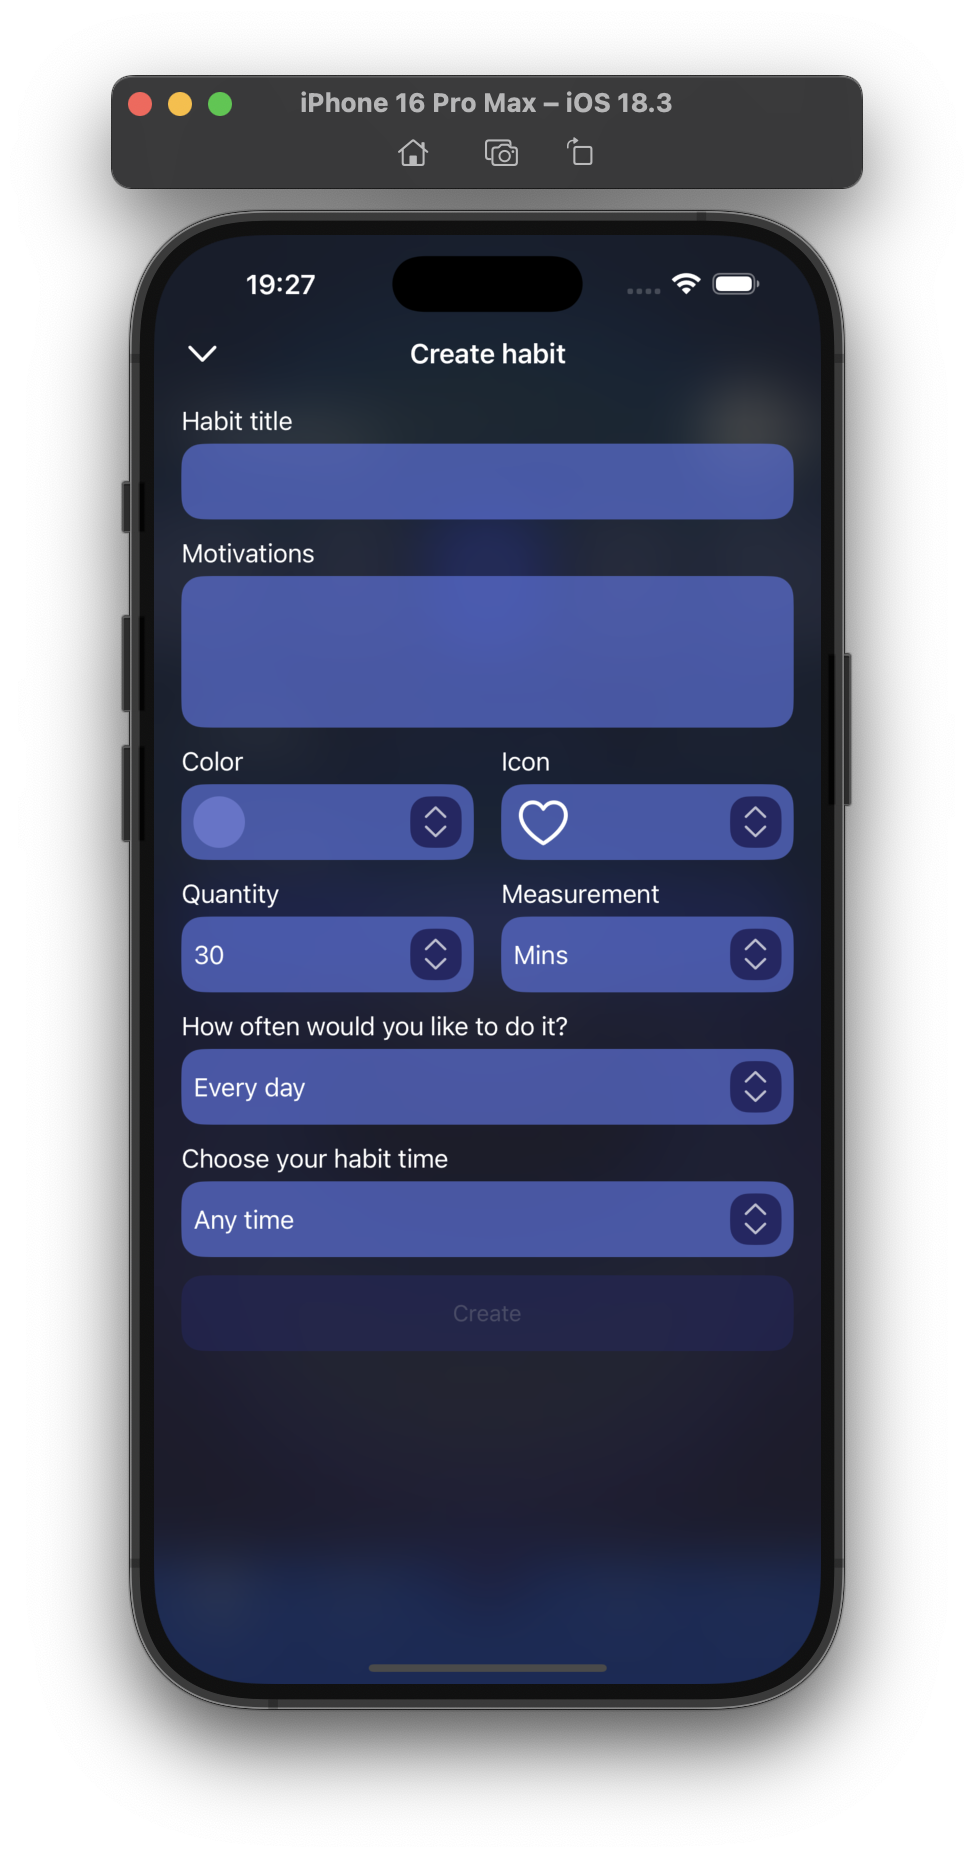 iPhone 16 Pro Max – iOS 18.3
19:27
Create habit
Habit title
Motivations
Color
Icon
Quantity
Measurement
30
Mins
How often would you like to do it?
Every day
Choose your habit time
Any time
Create